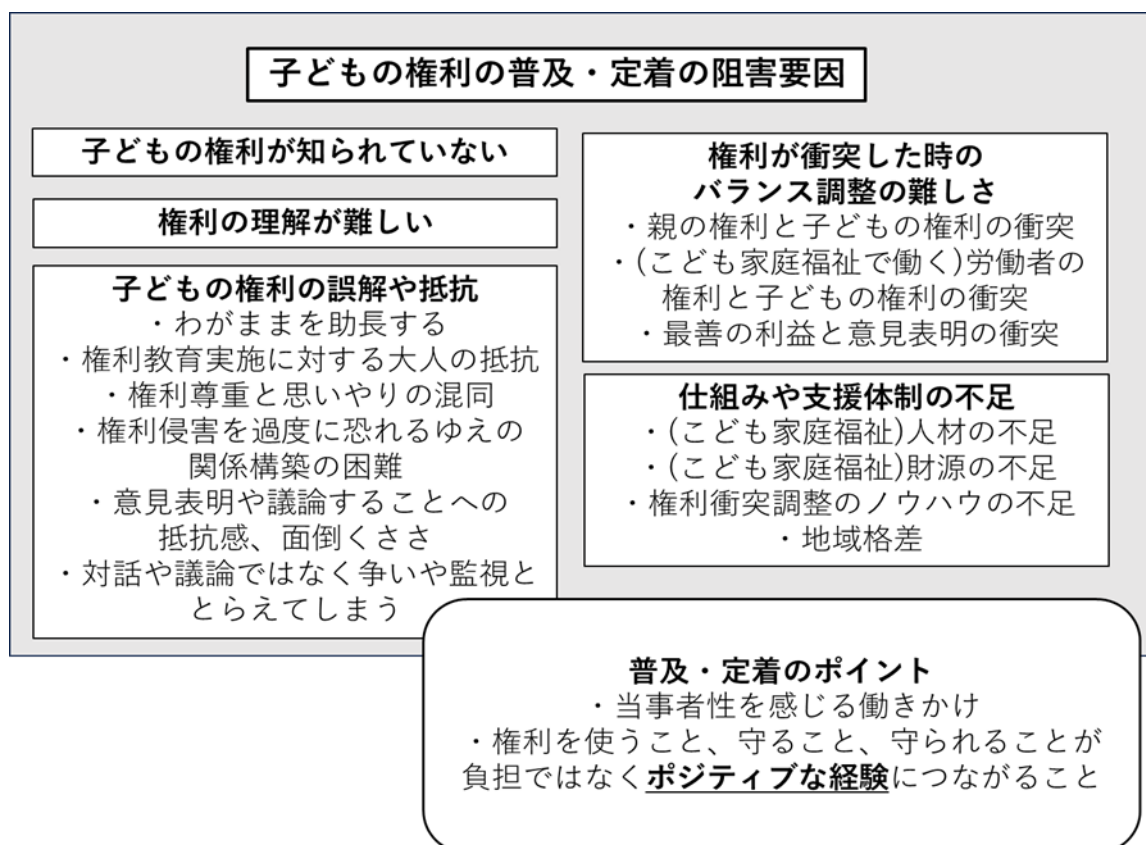 子どもの権利の普及・定着の阻害要因
子どもの権利が知られていない
権利の理解が難しい
子どもの権利の誤解や抵抗
・わがままを助長する
・権利教育実施に対する大人の抵抗
・権利尊重と思いやりの混同
・権利侵害を過度に恐れるゆえの
関係構築の困難
・意見表明や議論することへの
抵抗感、面倒くささ
・対話や議論ではなく争いや監視と
とらえてしまう
権利が衝突した時の
バランス調整の難しさ
・親の権利と子どもの権利の衝突
・(こども家庭福祉で働く)労働者の
権利と子どもの権利の衝突
・最善の利益と意見表明の衝突
仕組みや支援体制の不足
・(こども家庭福祉)人材の不足
・(こども家庭福祉)財源の不足
・権利衝突調整のノウハウの不足
・地域格差
普及・定着のポイント
・当事者性を感じる働きかけ
・権利を使うこと、守ること、守られることが
負担ではなくポジティブな経験につながること